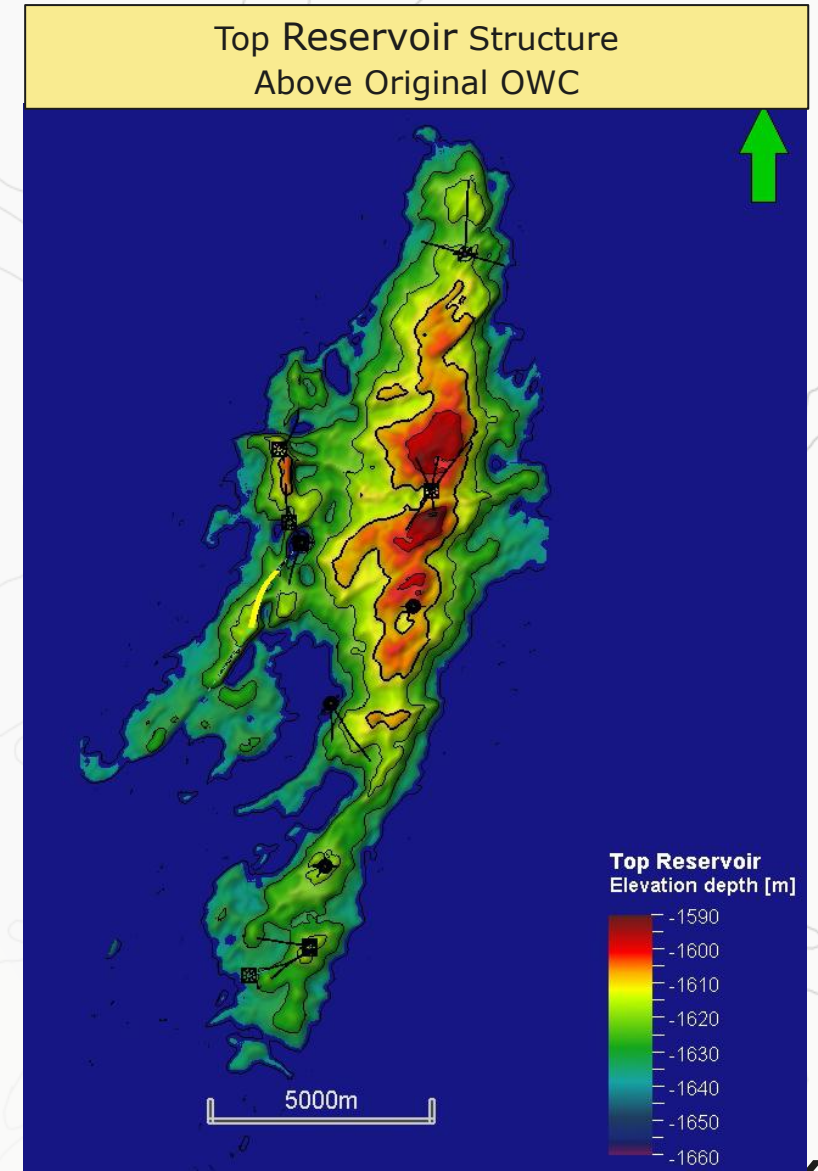 Top Reservoir Structure
Above Original OWC
5000m
Top Reservoir
Elevation depth [m]
-1590
-1600
-1610
-1620
-1630
-1640
-1650
-1660